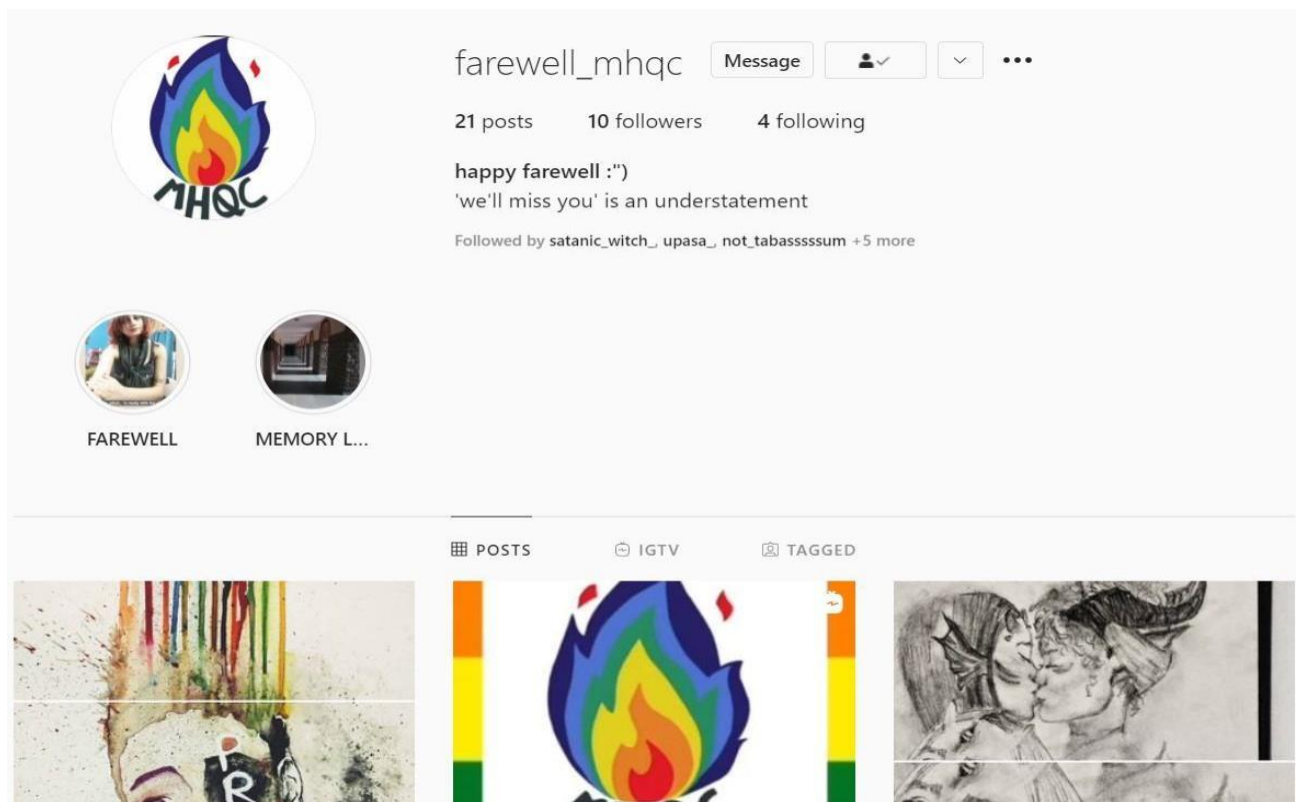 MHQC
farewell_mhqc Message
21 posts 10 followers 4 following
happy farewell :")
'we'll miss you' is an understatement
Followed by satanic_witch_, upasa_, not_tabasssssum +5 more
FAREWELL MEMORY L...
POSTS IGTV TAGGED
P
R
MHQC